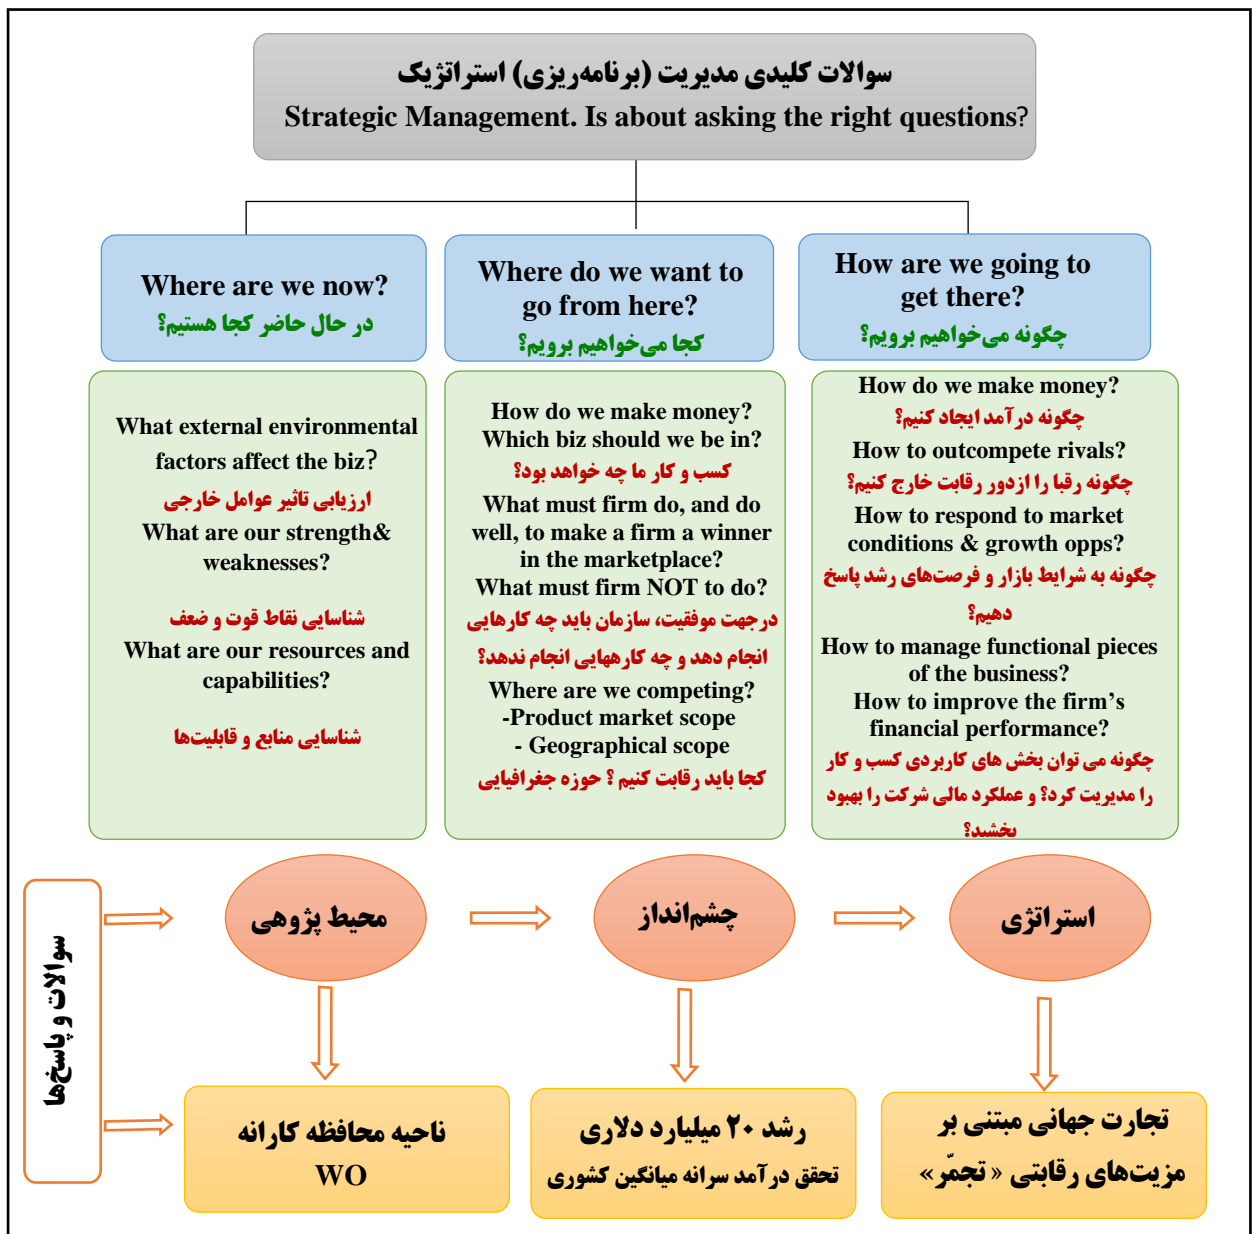 سوالات کلیدی مدیریت (برنامه‌ریزی) استراتژیک
Strategic Management. Is about asking the right questions?
Where are we now?
در حال حاضر کجا هستیم؟
Where do we want to
go from here?
کجا می‌خواهیم برویم؟
How are we going to
get there?
چگونه می‌خواهیم برویم؟
What external environmental
factors affect the biz?
ارزیابی تاثیر عوامل خارجی
What are our strength&
weaknesses?
شناسایی نقاط قوت و ضعف
What are our resources and
capabilities?
شناسایی منابع و قابلیت‌ها
How do we make money?
Which biz should we be in?
کسب و کار ما چه خواهد بود؟
What must firm do, and do
well, to make a firm a winner
in the marketplace?
What must firm NOT to do?
درجهت موفقیت، سازمان باید چه کارهایی
انجام دهد و چه کارههایی انجام ندهد؟
Where are we competing?
-Product market scope
- Geographical scope
کجا باید رقابت کنیم ؟ حوزه جغرافیایی
How do we make money?
چگونه درآمد ایجاد کنیم؟
How to outcompete rivals?
چگونه رقبا را ازدور رقابت خارج کنیم؟
How to respond to market
conditions & growth opps?
چگونه به شرایط بازار و فرصت‌های رشد پاسخ
دهیم؟
How to manage functional pieces
of the business?
How to improve the firm’s
financial performance?
چگونه می توان بخش های کاربردی کسب و کار
را مدیریت کرد؟ و عملکرد مالی شرکت را بهبود
بخشید؟
سوالات و پاسخ‌ها
محیط پژوهی
چشم‌انداز
استراتژی
ناحیه محافظه کارانه
WO
رشد ۲۰ میلیارد دلاری
تحقق درآمد سرانه میانگین کشوری
تجارت جهانی مبتنی بر
مزیت‌های رقابتی « تجمّر»